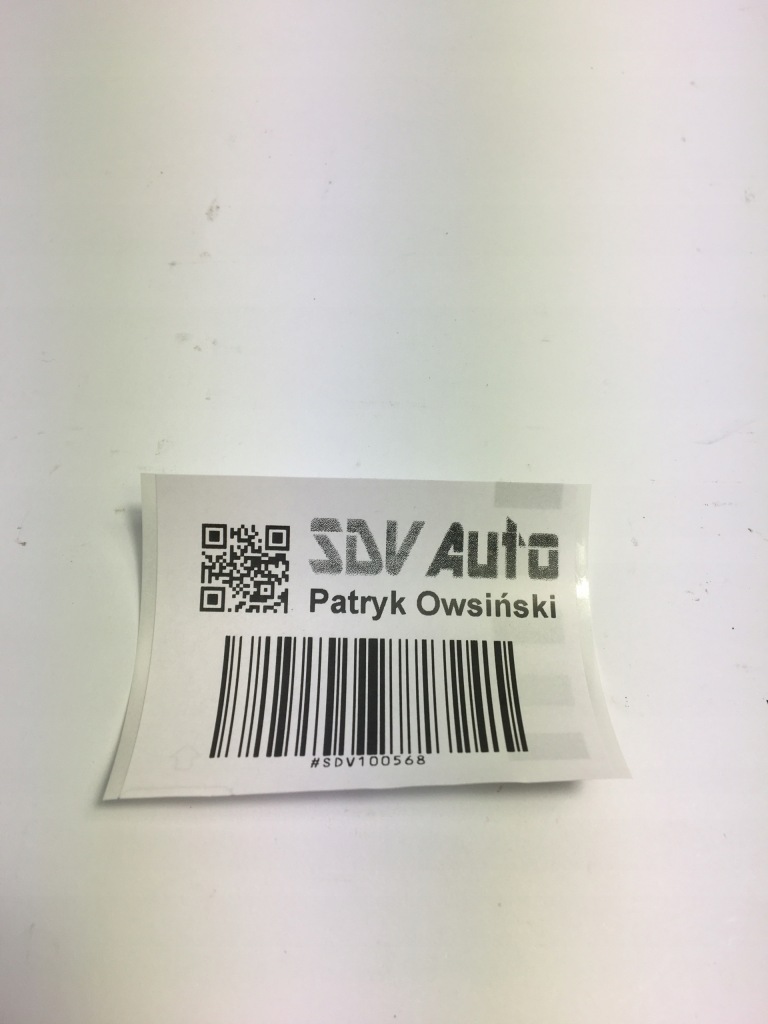 SDV Auto
Patryk Owsiński
#SDV100568